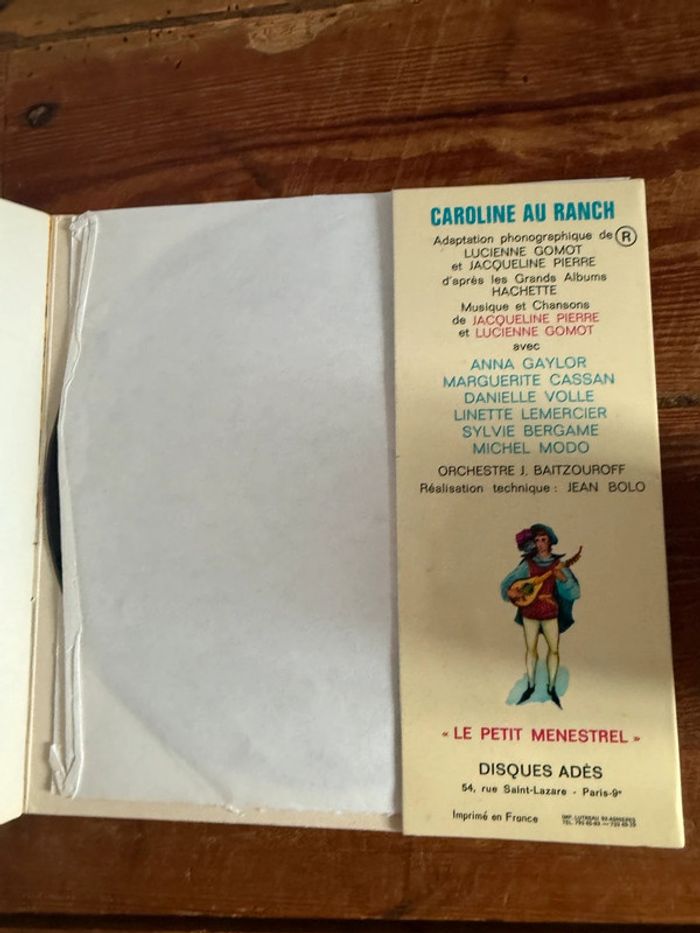 CAROLINE AU RANCH
Adaptation phonographique de Ⓡ
LUCIENNE GOMOT
et JACQUELINE PIERRE
d'après les Grands Albums
HACHETTE
Musique et Chansons
de JACQUELINE PIERRE
et LUCIENNE GOMOT
avec
ANNA GAYLOR
MARGUERITE CASSAN
DANIELLE VOLLE
LINETTE LEMERCIER
SYLVIE BERGAME
MICHEL MODO
ORCHESTRE J. BAITZOUROFF
Réalisation technique : JEAN BOLO
« LE PETIT MENESTREL »
DISQUES ADÈS
54, rue Saint-Lazare - Paris-9e
Imprimé en France